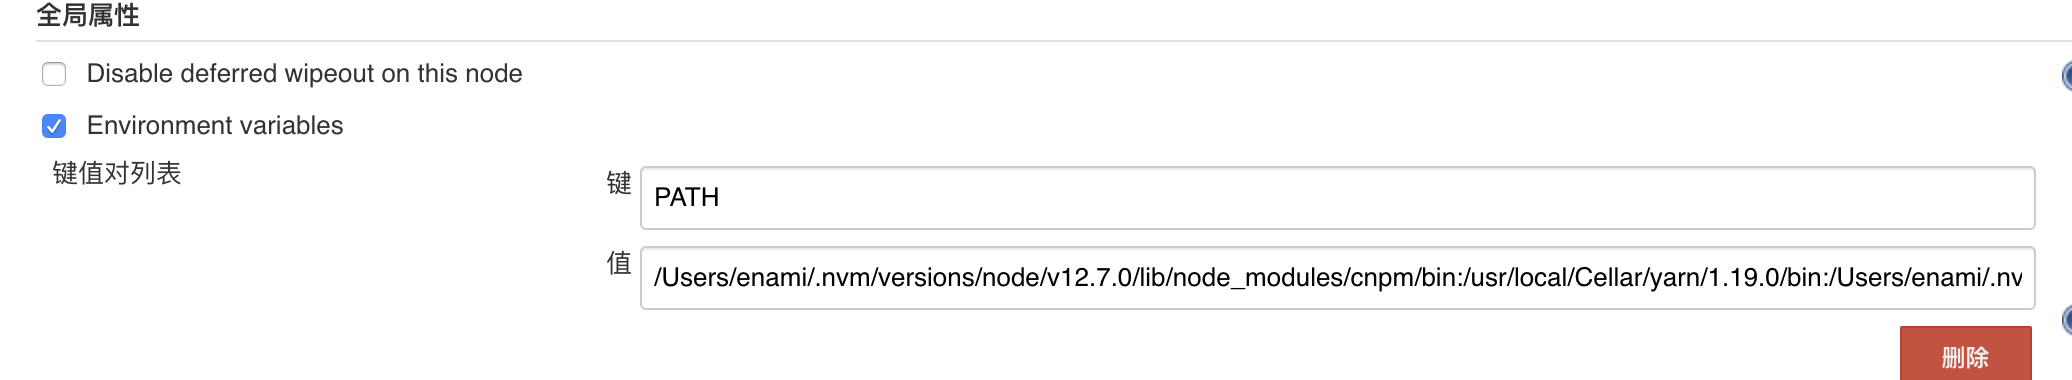 全局属性
Disable deferred wipeout on this node
Environment variables
键值对列表
键
PATH
值
/Users/enami/.nvm/versions/node/v12.7.0/lib/node_modules/cnpm/bin:/usr/local/Cellar/yarn/1.19.0/bin:/Users/enami/.nv
删除